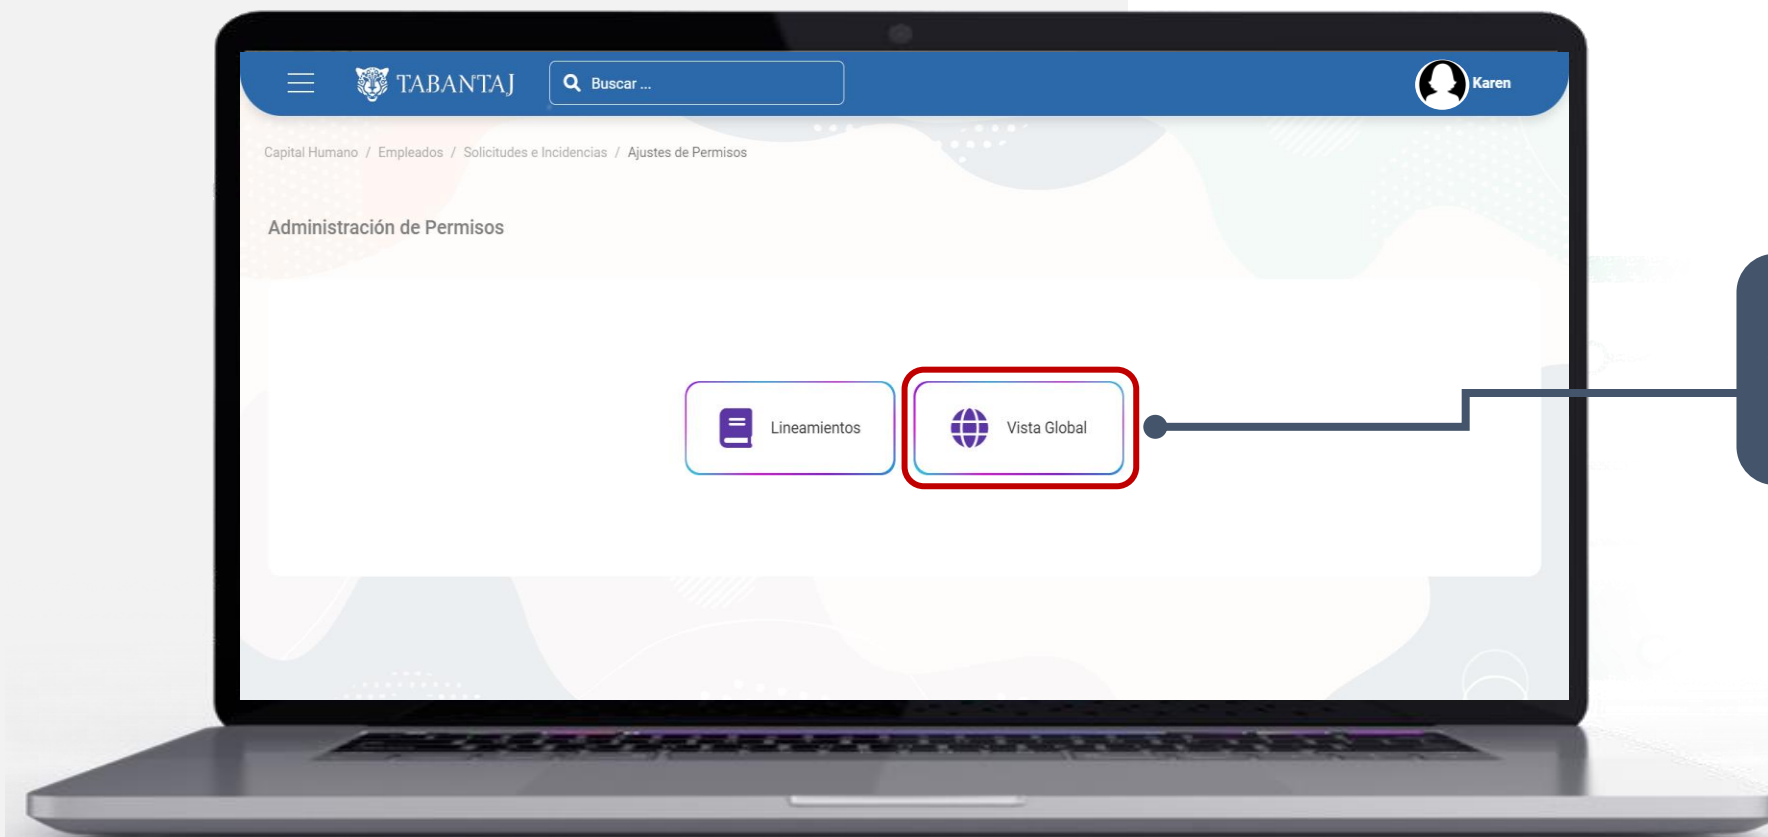 TABANTAJ
Buscar ...
Karen
Capital Humano / Empleados / Solicitudes e Incidencias / Ajustes de Permisos
Administración de Permisos
Lineamientos
Vista Global